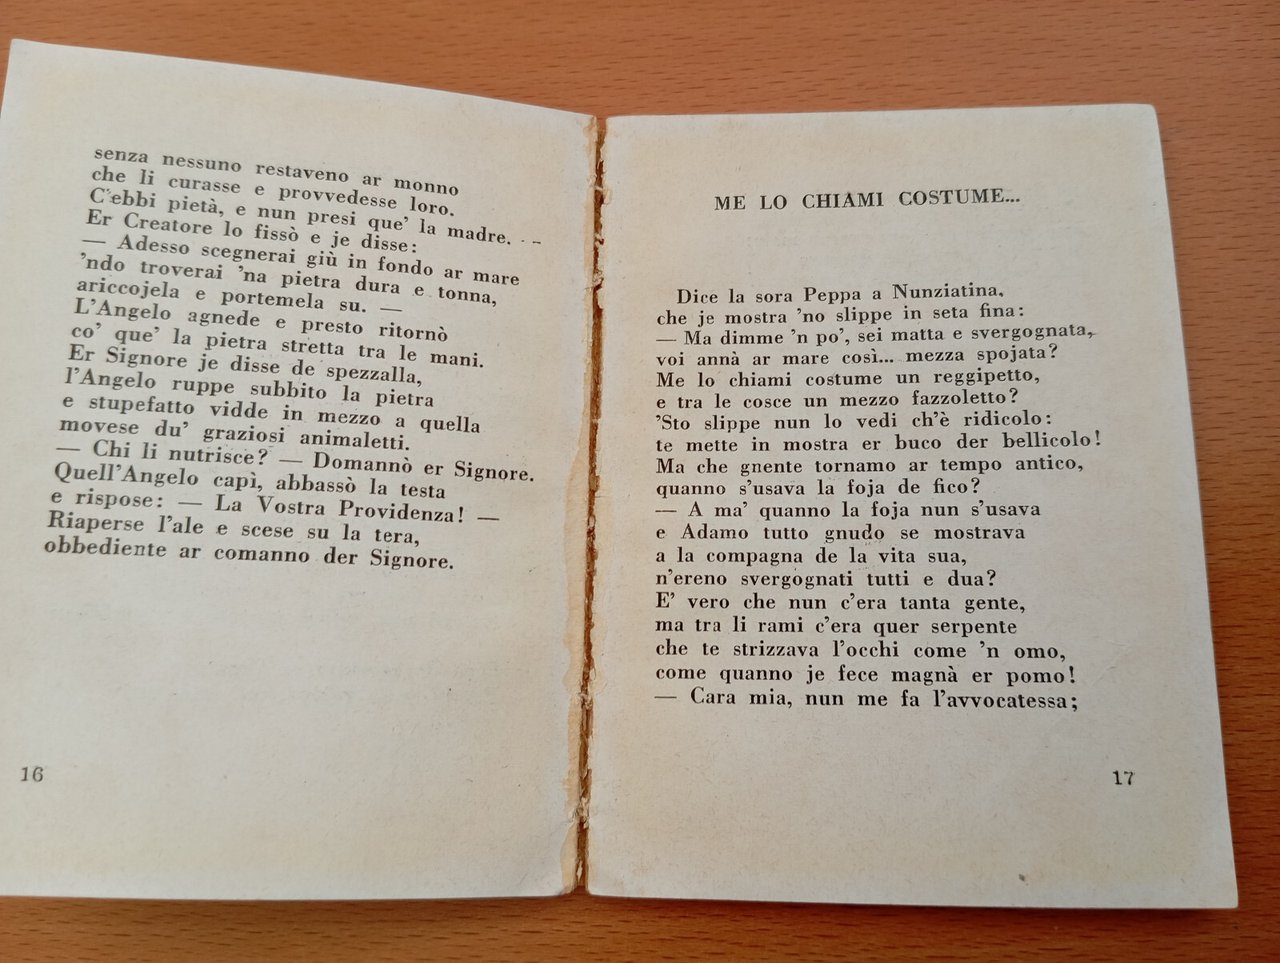 senza nessuno restaveno ar monno
che li curasse e provvedesse loro.
C'ebbi pietà, e nun presi que' la madre.
Er Creatore lo fissò e je disse:
— Adesso scegnerai giù in fondo ar mare
'ndo troverai 'na pietra dura e tonna,
ariccojela e portemela su. —
L'Angelo agnede e presto ritornò
co' que' la pietra stretta tra le mani.
Er Signore je disse de spezzalla,
l'Angelo ruppe subbito la pietra
e stupefatto vidde in mezzo a quella
movese du' graziosi animaletti.
— Chi li nutrisce? — Domannò er Signore.
Quell'Angelo capì, abbassò la testa
e rispose: — La Vostra Providenza! —
Riaperse l'ale e scese su la tera,
obbediente ar comanno der Signore.
16
ME LO CHIAMI COSTUME...
Dice la sora Peppa a Nunziatina,
che je mostra 'no slippe in seta fina:
— Ma dimme 'n po', sei matta e svergognata,
voi annà ar mare così... mezza spojata?
Me lo chiami costume un reggipetto,
e tra le cosce un mezzo fazzoletto?
'Sto slippe nun lo vedi ch'è ridicolo:
te mette in mostra er buco der bellicolo!
Ma che gnente tornamo ar tempo antico,
quanno s'usava la foja de fico?
— A ma' quanno la foja nun s'usava
e Adamo tutto gnudo se mostrava
a la compagna de la vita sua,
n'ereno svergognati tutti e dua?
E' vero che nun c'era tanta gente,
ma tra li rami c'era quer serpente
che te strizzava l'occhi come 'n omo,
come quanno je fece magnà er pomo!
— Cara mia, nun me fa l'avvocatessa;
17